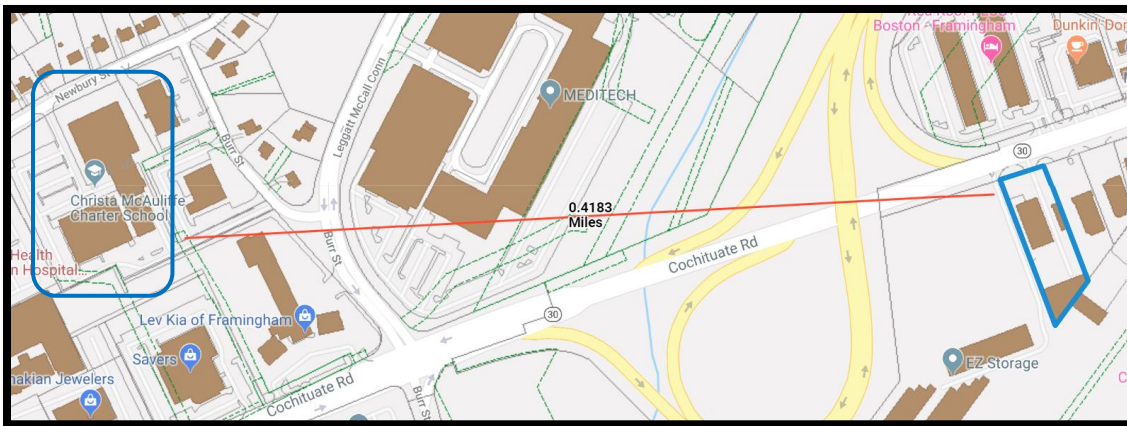 Boston - Framingham
Dunkin' Don
Newbury St
MEDITECH
Leggatt McCall Conn
Burr St
30
Christa McAuliffe
Charter School
0.4183
Miles
Burr St
Cochituate Rd
Health
n Hospital...
30
Lev Kia of Framingham
Savers
EZ Storage
nakian Jewelers
Cochituate Rd
Burr St
C